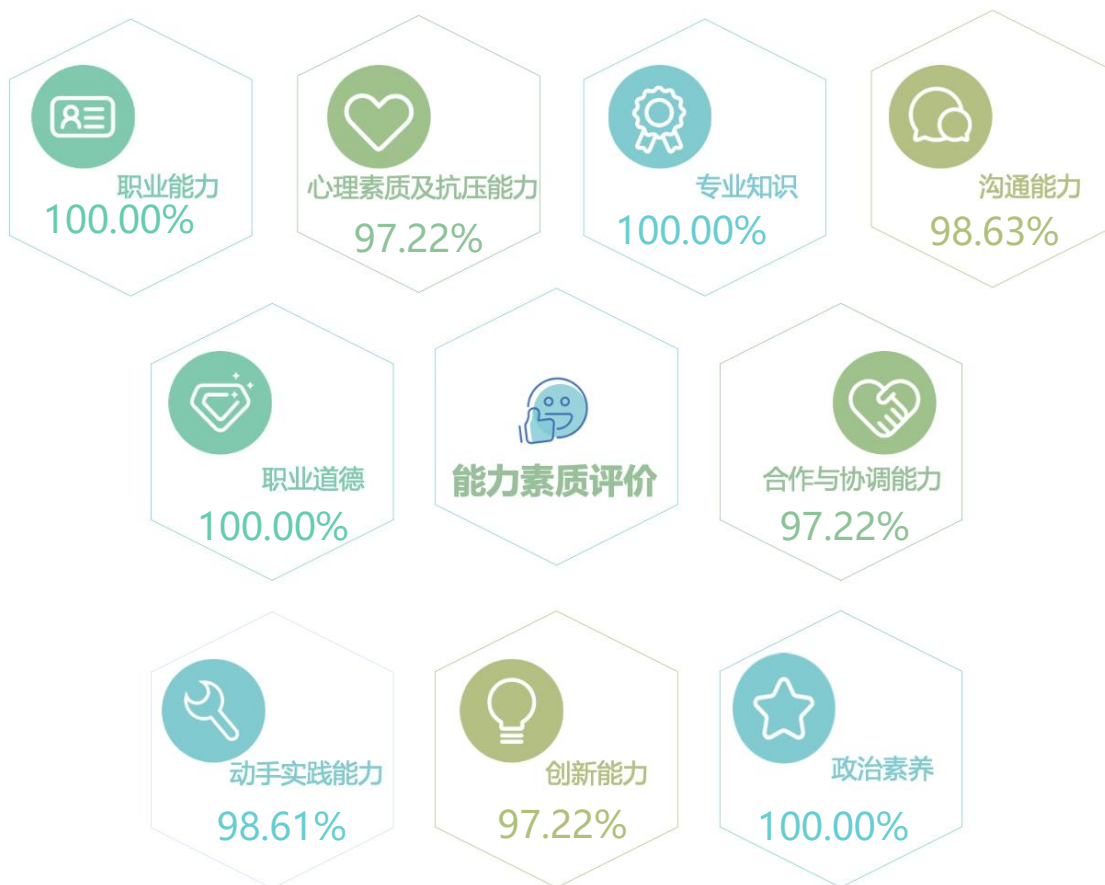 职业能力
100.00%
心理素质及抗压能力
97.22%
专业知识
100.00%
沟通能力
98.63%
职业道德
100.00%
能力素质评价
合作与协调能力
97.22%
动手实践能力
98.61%
创新能力
97.22%
政治素养
100.00%